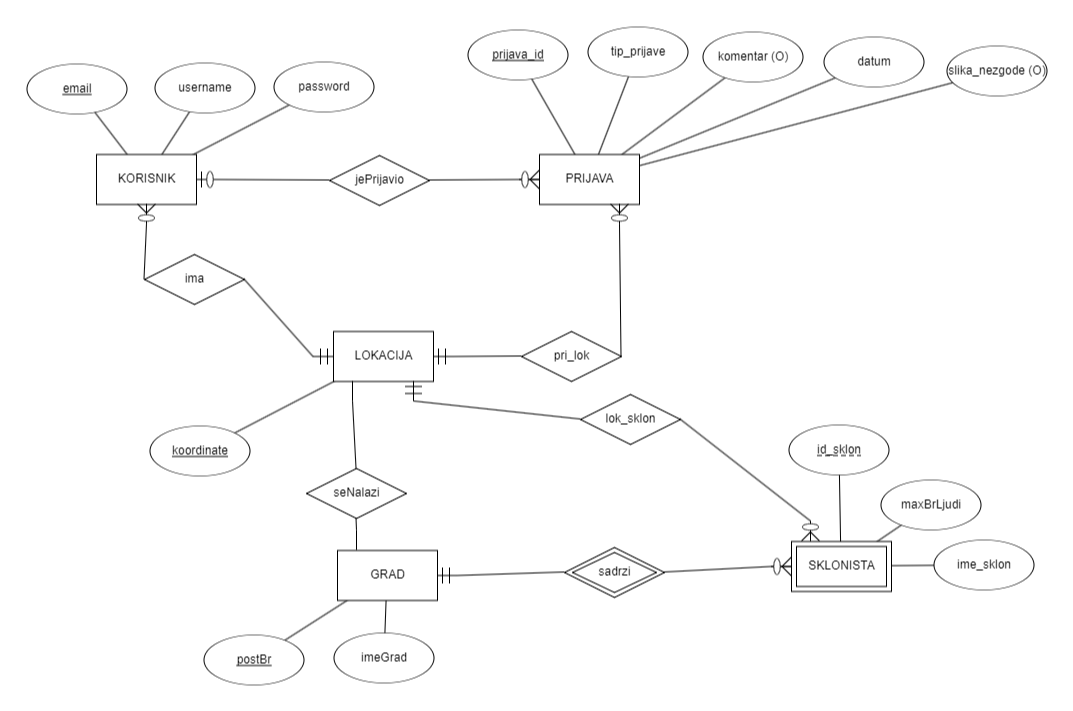 prijava_id
tip_prijave
komentar (O)
datum
slika_nezgode (O)
email
username
password
KORISNIK
jePrijavio
PRIJAVA
ima
LOKACIJA
pri_lok
lok_sklon
koordinate
id_sklon
seNalazi
maxBrLjudi
GRAD
sadrzi
SKLONISTA
ime_sklon
postBr
imeGrad